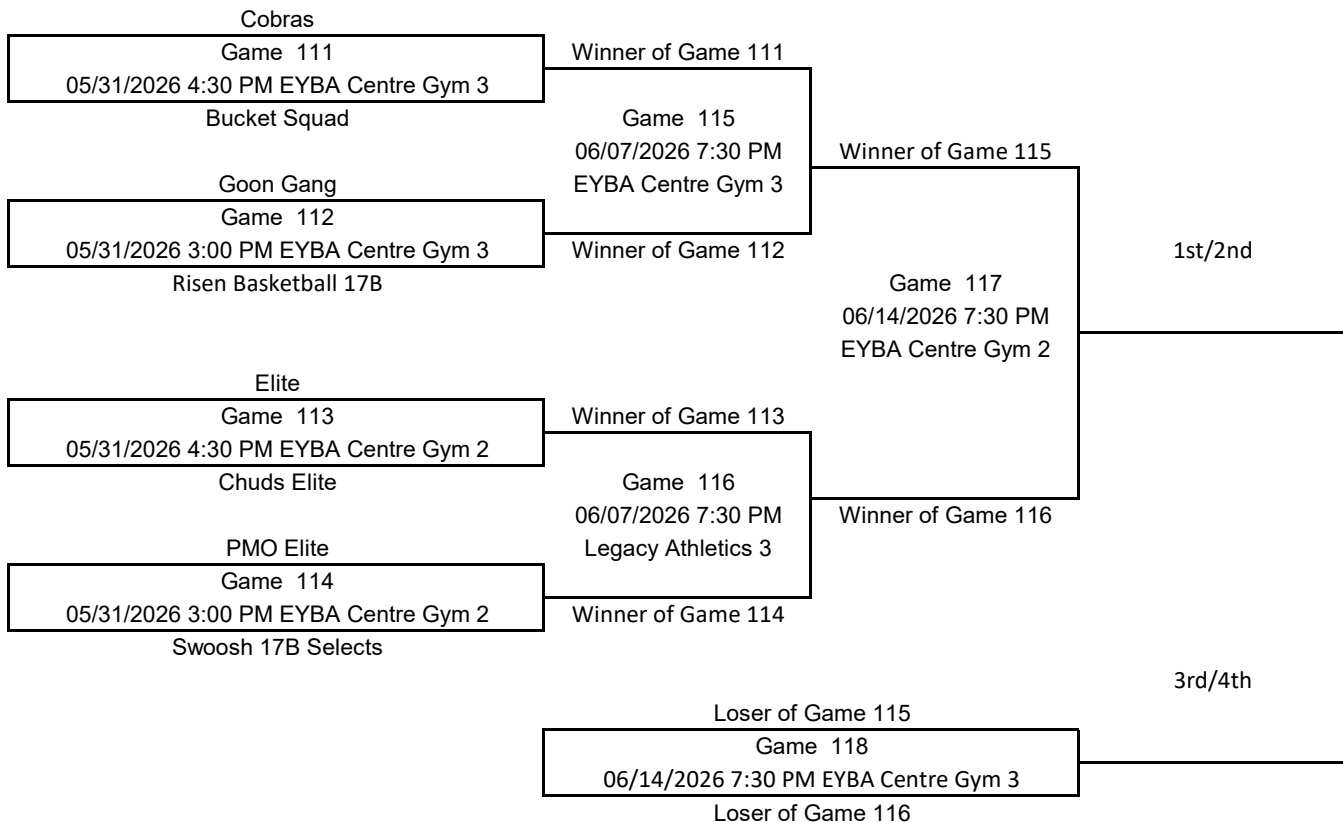 Cobras
Game 111
05/31/2026 4:30 PM EYBA Centre Gym 3
Bucket Squad
Goon Gang
Game 112
05/31/2026 3:00 PM EYBA Centre Gym 3
Risen Basketball 17B
Elite
Game 113
05/31/2026 4:30 PM EYBA Centre Gym 2
Chuds Elite
PMO Elite
Game 114
05/31/2026 3:00 PM EYBA Centre Gym 2
Swoosh 17B Selects
Winner of Game 111
Game 115
06/07/2026 7:30 PM
EYBA Centre Gym 3
Winner of Game 112
Winner of Game 113
Game 116
06/07/2026 7:30 PM
Legacy Athletics 3
Winner of Game 114
Winner of Game 115
Game 117
06/14/2026 7:30 PM
EYBA Centre Gym 2
Winner of Game 116
1st/2nd
Loser of Game 115
Game 118
06/14/2026 7:30 PM EYBA Centre Gym 3
Loser of Game 116
3rd/4th